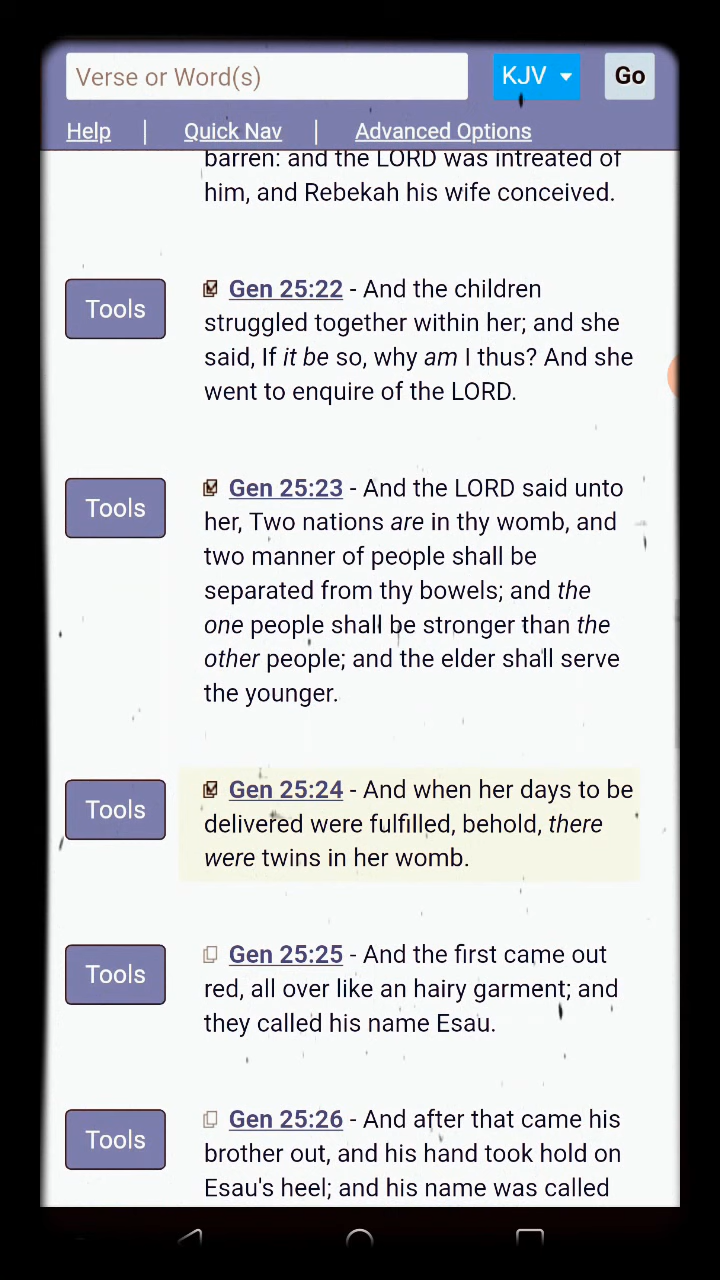 Verse or Word(s)
KJV
Go
Help | Quick Nav | Advanced Options
barren: and the LORD was intreated of
him, and Rebekah his wife conceived.
Tools
Gen 25:22 - And the children
struggled together within her; and she
said, If it be so, why am I thus? And she
went to enquire of the LORD.
Tools
Gen 25:23 - And the LORD said unto
her, Two nations are in thy womb, and
two manner of people shall be
separated from thy bowels; and the
one people shall be stronger than the
other people; and the elder shall serve
the younger.
Tools
Gen 25:24 - And when her days to be
delivered were fulfilled, behold, there
were twins in her womb.
Tools
Gen 25:25 - And the first came out
red, all over like an hairy garment; and
they called his name Esau.
Tools
Gen 25:26 - And after that came his
brother out, and his hand took hold on
Esau's heel; and his name was called